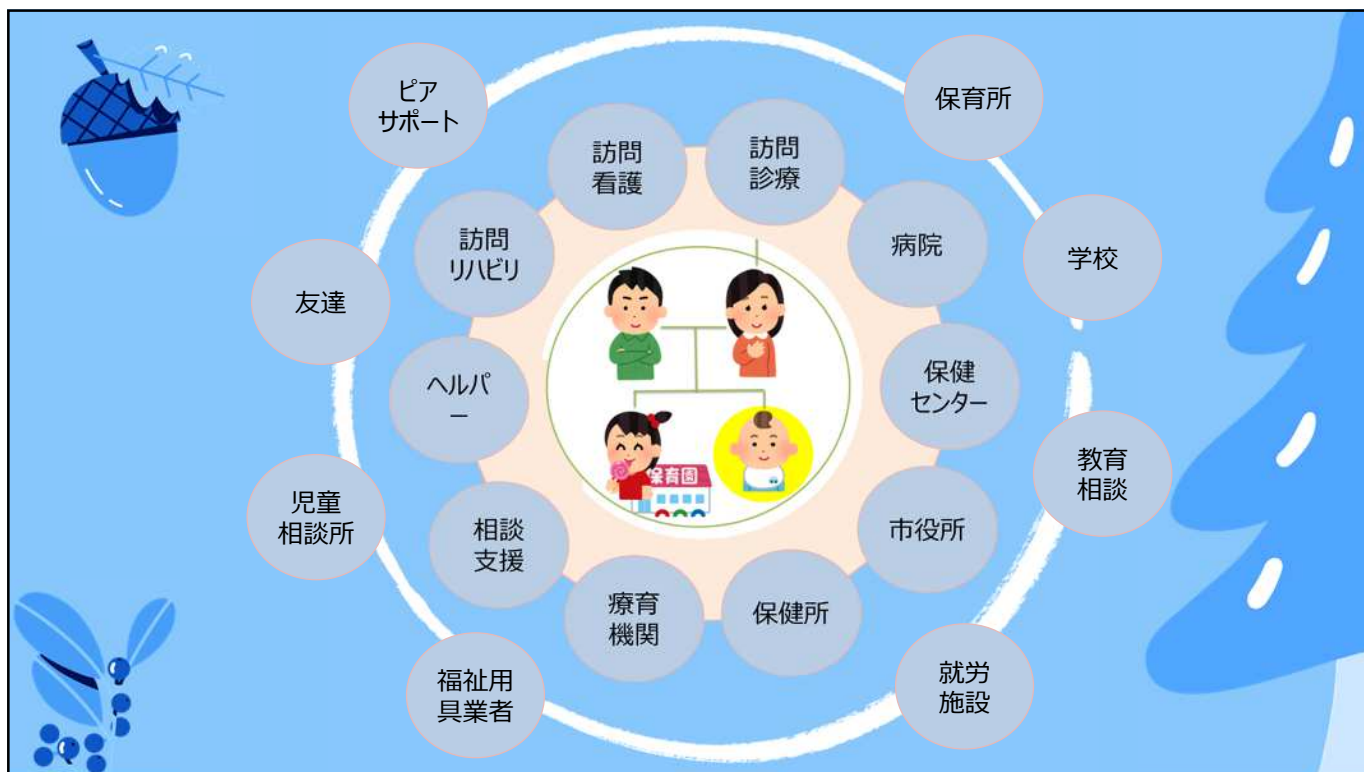 ピア
サポート
保育所
訪問
看護
訪問
診療
訪問
リハビリ
病院
友達
学校
ヘルパ
ー
保健
センター
保育園
児童
相談所
教育
相談
相談
支援
市役所
療育
機関
保健所
福祉用
具業者
就労
施設